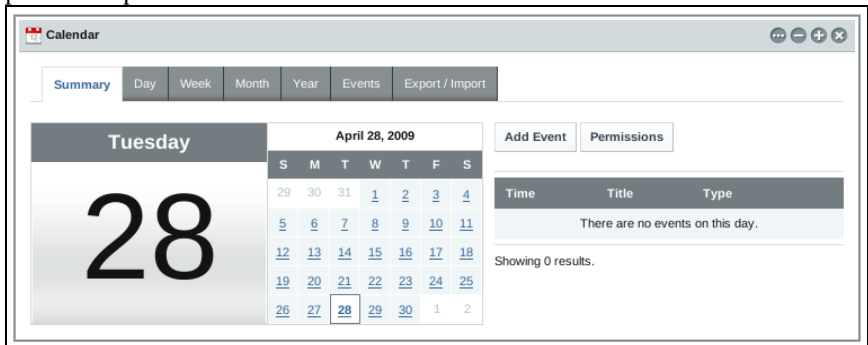 Calendar
Summary Day Week Month Year Events Export / Import
Tuesday
28
April 28, 2009
S M T W T F S
29 30 31 1 2 3 4
5 6 7 8 9 10 11
12 13 14 15 16 17 18
19 20 21 22 23 24 25
26 27 28 29 30 1 2
Add Event Permissions
Time Title Type
There are no events on this day.
Showing 0 results.